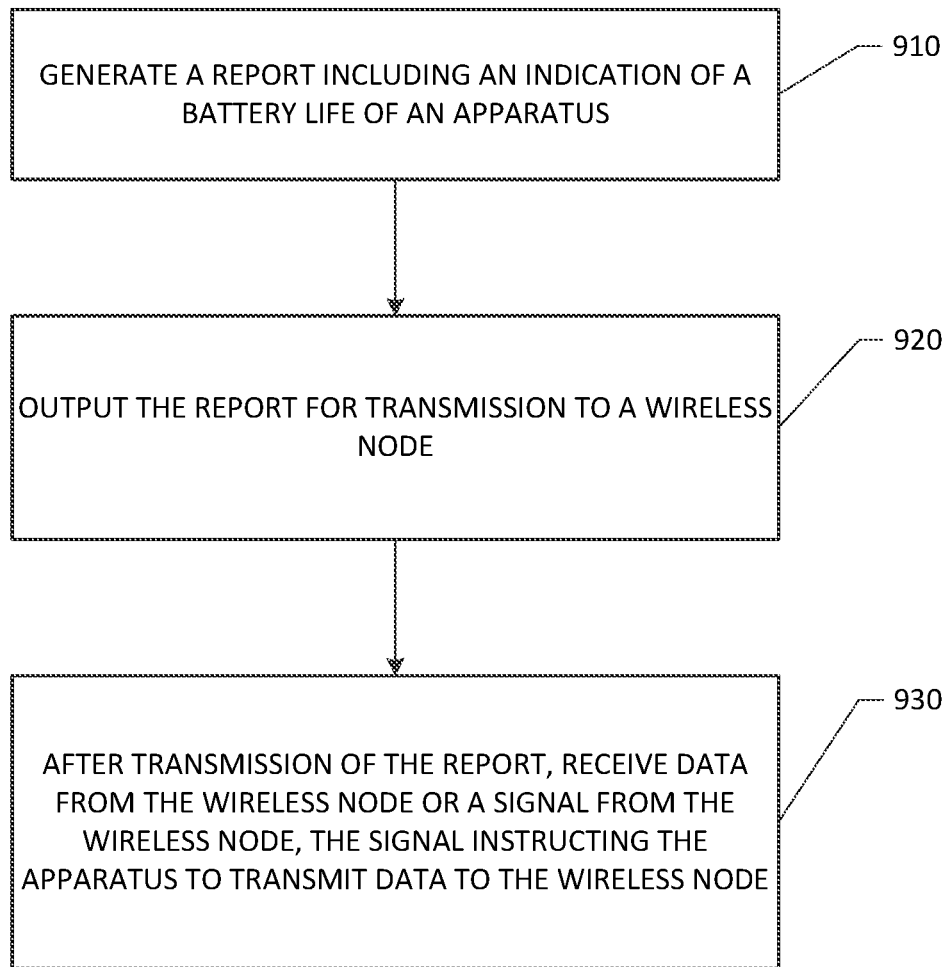 GENERATE A REPORT INCLUDING AN INDICATION OF A
BATTERY LIFE OF AN APPARATUS
910
OUTPUT THE REPORT FOR TRANSMISSION TO A WIRELESS
NODE
920
AFTER TRANSMISSION OF THE REPORT, RECEIVE DATA
FROM THE WIRELESS NODE OR A SIGNAL FROM THE
WIRELESS NODE, THE SIGNAL INSTRUCTING THE
APPARATUS TO TRANSMIT DATA TO THE WIRELESS NODE
930